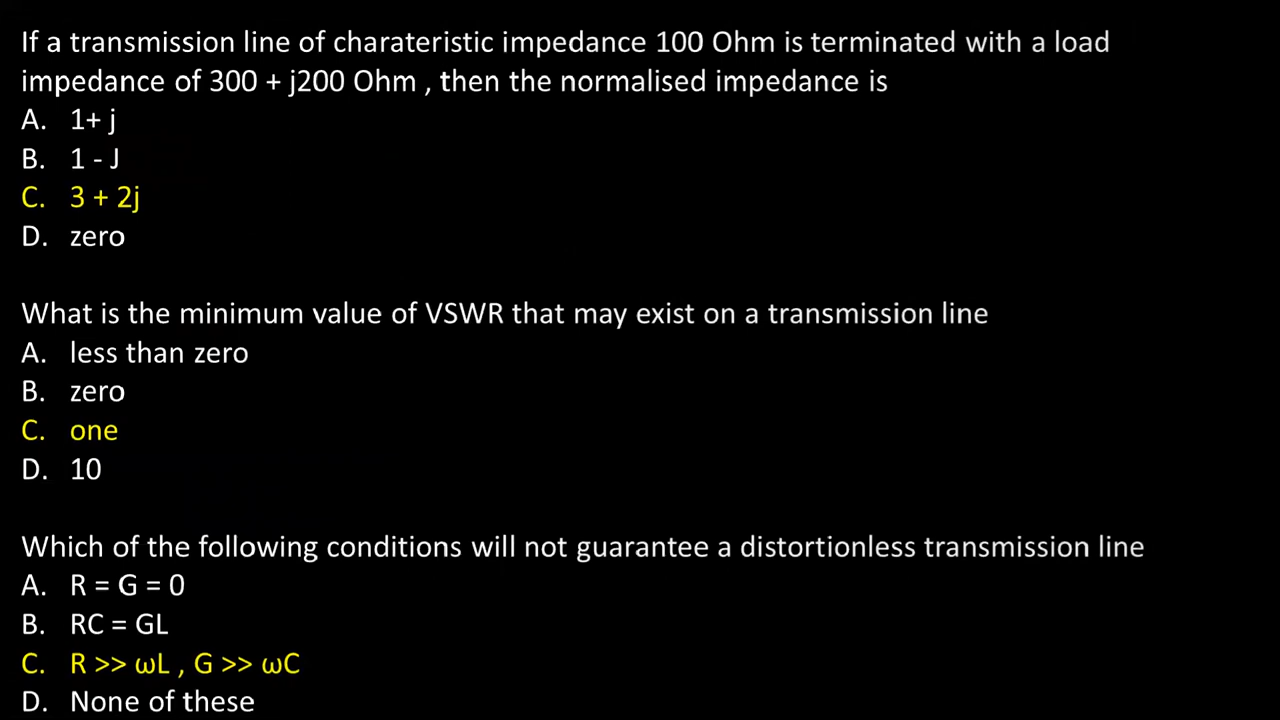 If a transmission line of charateristic impedance 100 Ohm is terminated with a load
impedance of 300 + j200 Ohm , then the normalised impedance is
A. 1+ j
B. 1 - J
C. 3 + 2j
D. zero
What is the minimum value of VSWR that may exist on a transmission line
A. less than zero
B. zero
C. one
D. 10
Which of the following conditions will not guarantee a distortionless transmission line
A. R = G = 0
B. RC = GL
C. R >> ωL , G >> ωC
D. None of these